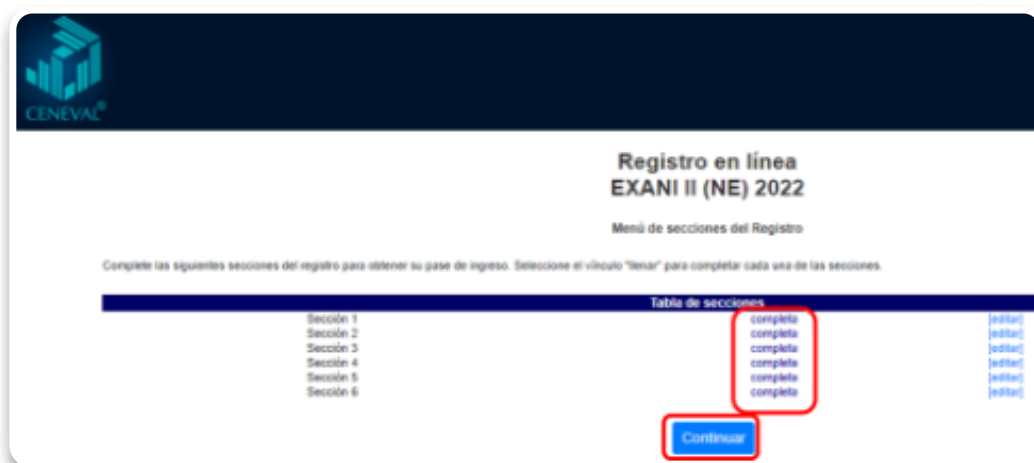 CENEVAL®
Registro en línea
EXANI II (NE) 2022
Menú de secciones del Registro
Complete las siguientes secciones del registro para obtener su pase de ingreso. Seleccione el vínculo "llenar" para completar cada una de las secciones.
Tabla de secciones
Sección 1 completa [editar]
Sección 2 completa [editar]
Sección 3 completa [editar]
Sección 4 completa [editar]
Sección 5 completa [editar]
Sección 6 completa [editar]
Continuar